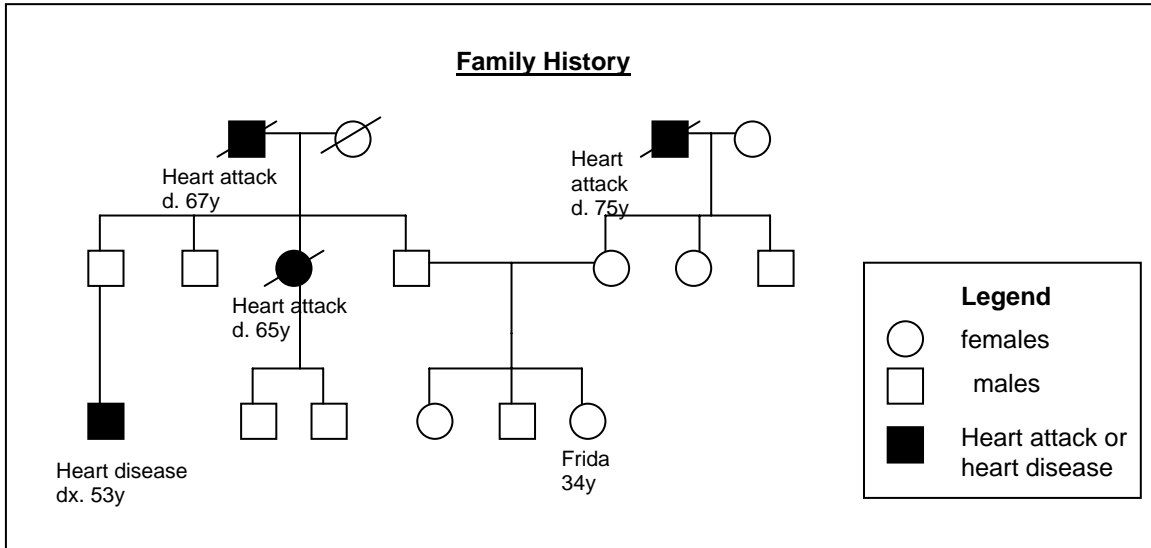 Family History
Heart attack
d. 67y
Heart
attack
d. 75y
Heart attack
d. 65y
Heart disease
dx. 53y
Frida
34y
Legend
females
males
Heart attack or
heart disease